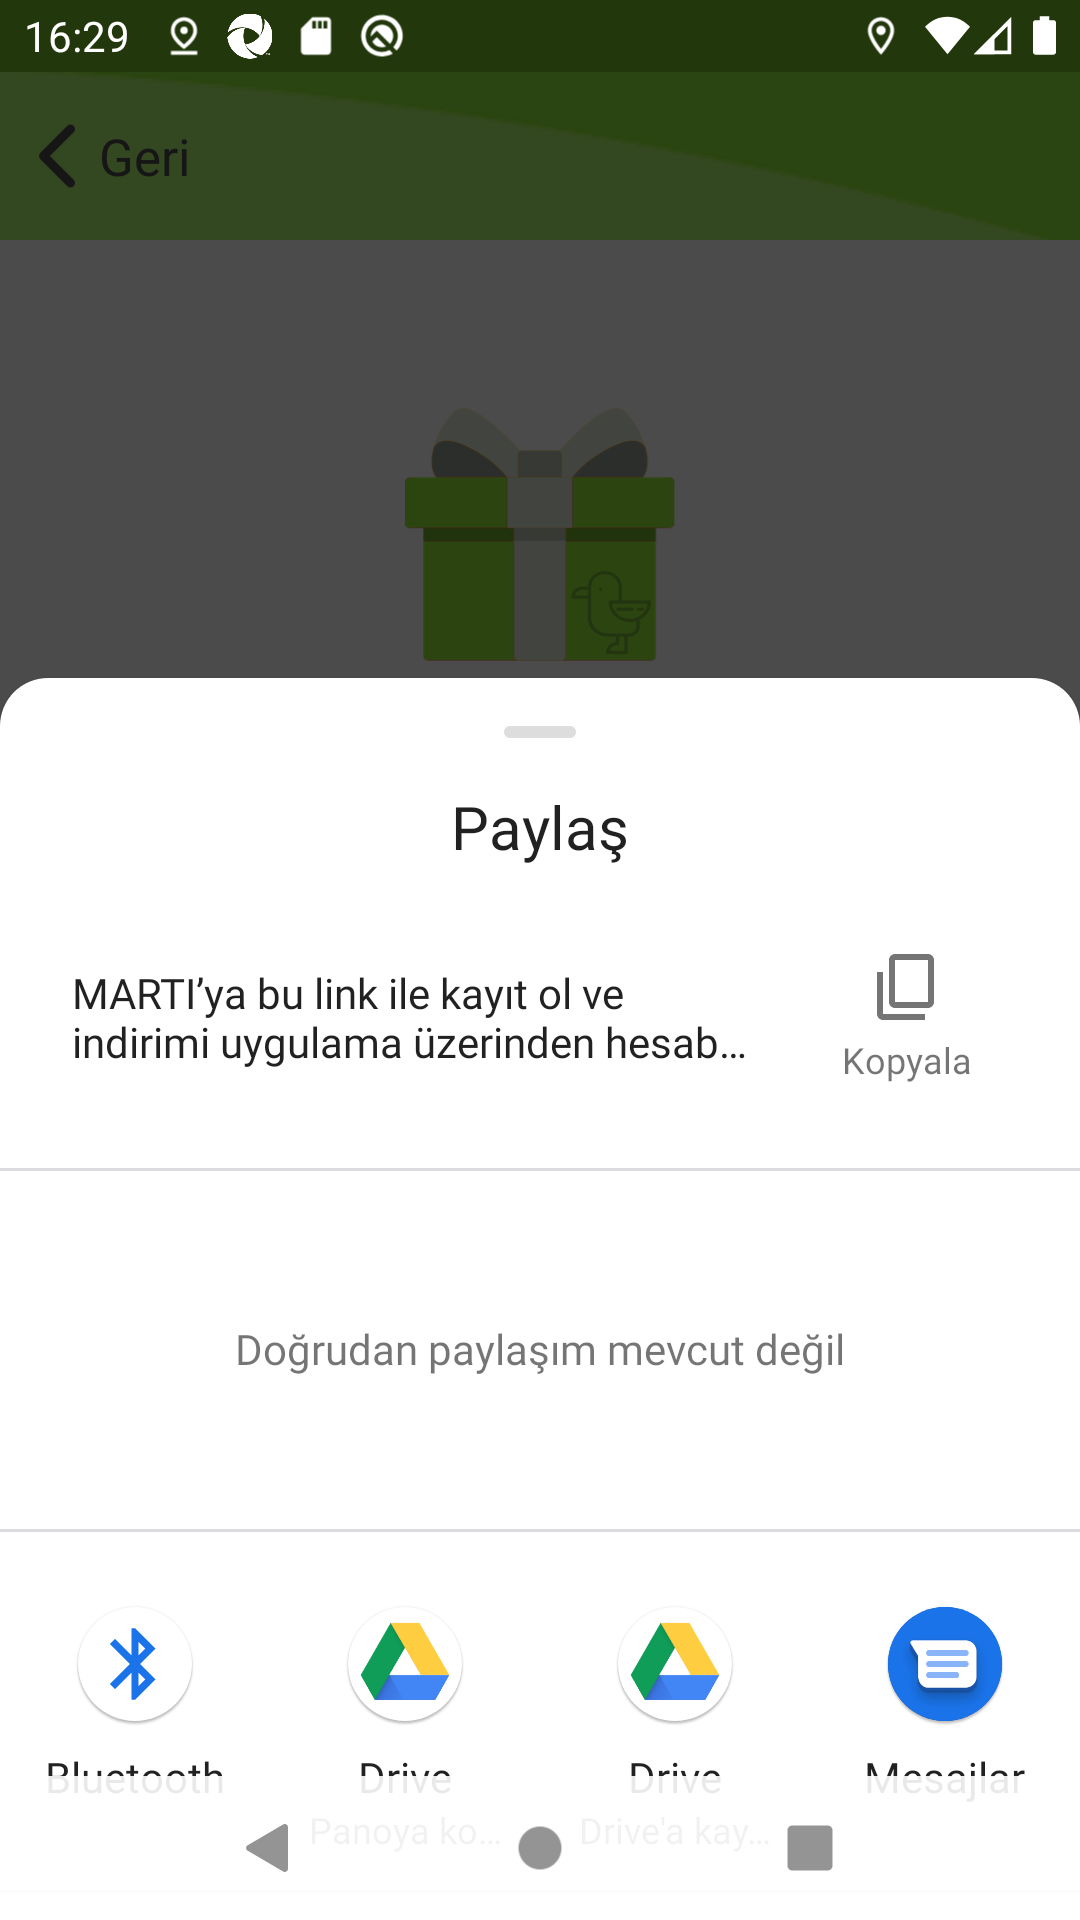 16:29
Geri
Paylaş
MARTI’ya bu link ile kayıt ol ve
indirimi uygulama üzerinden hesab…
Kopyala
Doğrudan paylaşım mevcut değil
Bluetooth
Drive
Drive
Mesajlar
Panoya ko…
Drive'a kay…